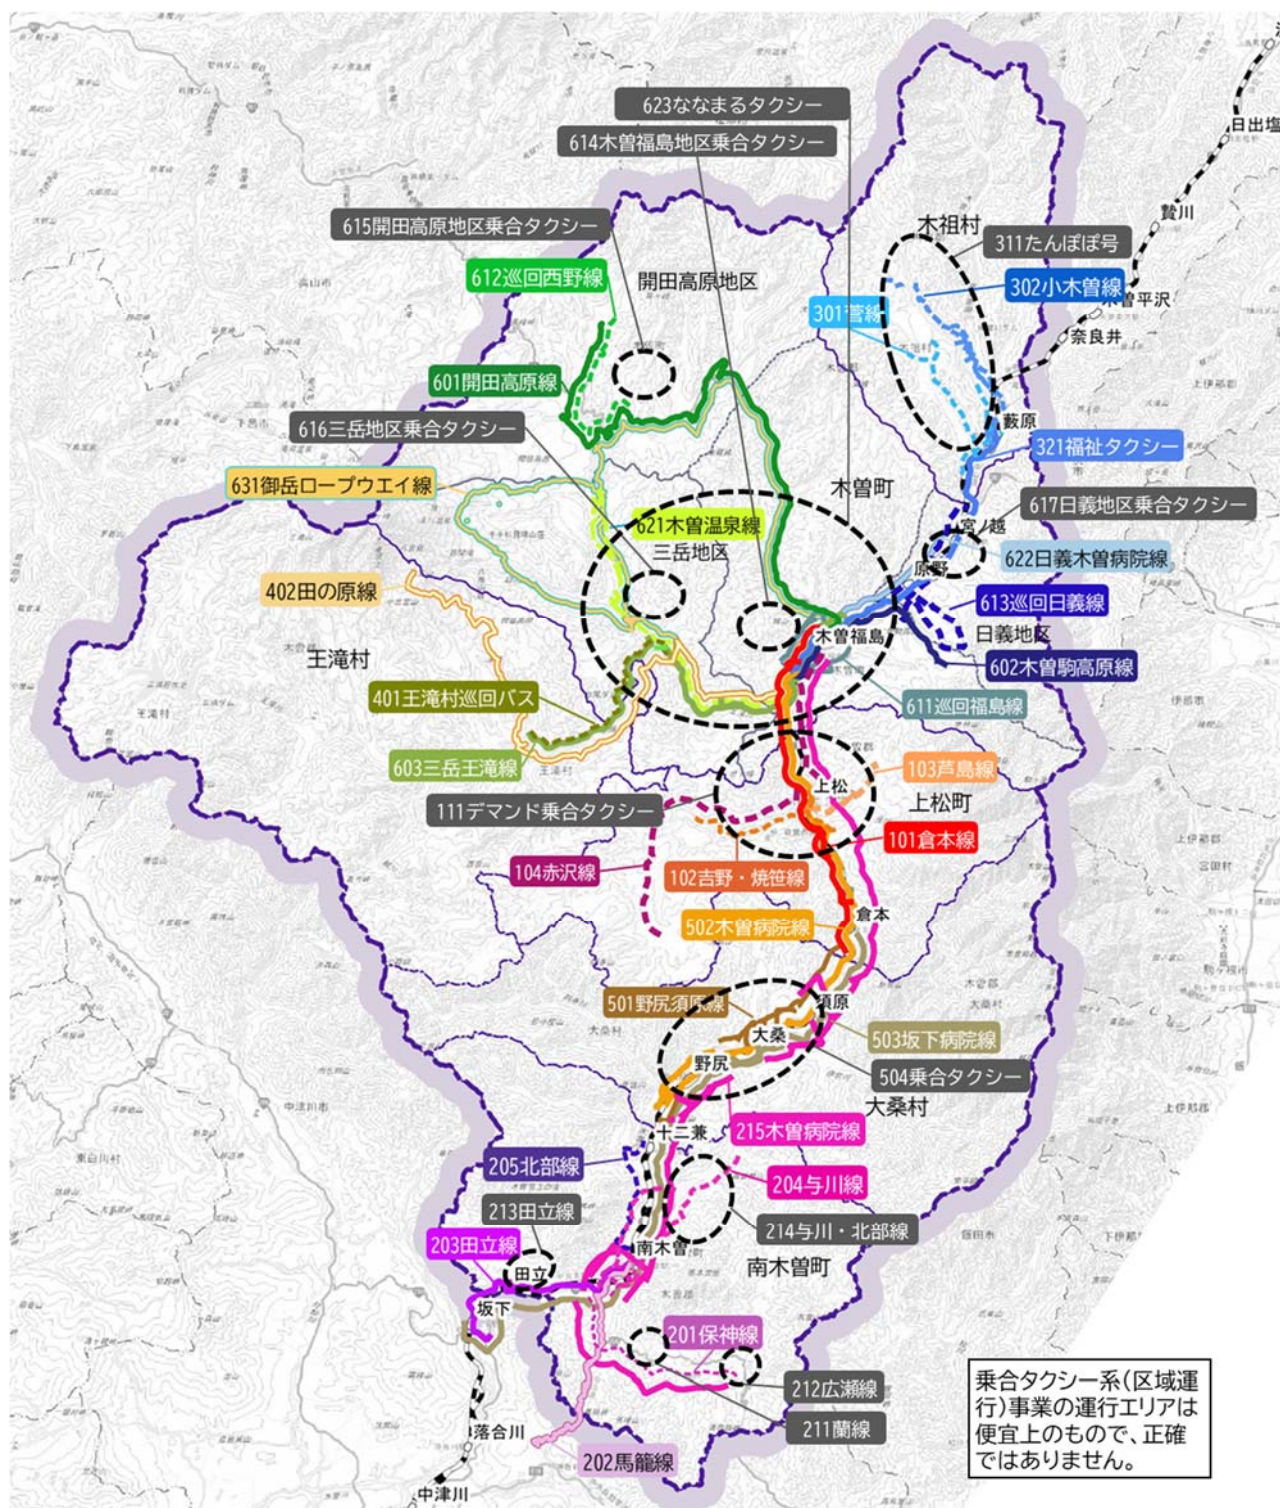 623ななまるタクシー
614木曽福島地区乗合タクシー
日出塩
贄川
615開田高原地区乗合タクシー
木祖村
311たんぽぽ号
612巡回西野線
開田高原地区
302小木曽線
木曽平沢
301菅線
奈良井
601開田高原線
藪原
616三岳地区乗合タクシー
321福祉タクシー
631御岳ロープウエイ線
木曽町
617日義地区乗合タクシー
621木曽温泉線
宮ノ越
三岳地区
622日義木曽病院線
原野
402田の原線
613巡回日義線
木曽福島
日義地区
王滝村
602木曽駒高原線
401王滝村巡回バス
611巡回福島線
603三岳王滝線
103芦島線
上松
上松町
111デマンド乗合タクシー
101倉本線
104赤沢線
102吉野・焼笹線
倉本
502木曽病院線
501野尻須原線
須原
大桑
503坂下病院線
野尻
504乗合タクシー
大桑村
十二兼
215木曽病院線
205北部線
204与川線
213田立線
214与川・北部線
203田立線
南木曽
田立
南木曽町
坂下
201保神線
212広瀬線
211蘭線
落合川
202馬籠線
中津川
乗合タクシー系(区域運
行)事業の運行エリアは
便宜上のもので、正確
ではありません。